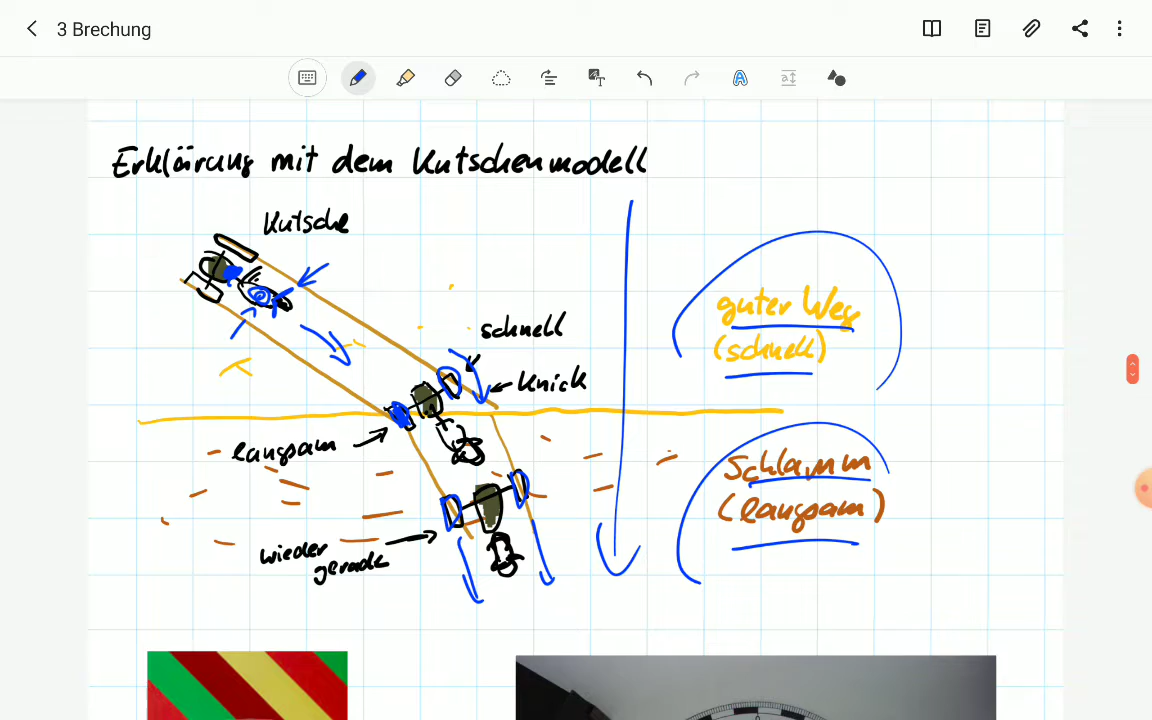 3 Brechung
Erklärung mit dem Kutschenmodell
Kutsche
schnell
Knick
guter Weg
(schnell)
langsam
Schlamm
(langsam)
wieder
gerade